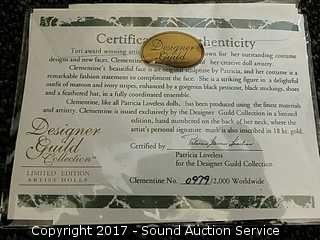 Certificate of Authenticity
Designer
Guild
Tori award winning artist for her outstanding costume
designs and new faces. Clementine her creative doll artistry.
Clementine's beautiful face is an original sculpture by Patricia, and her costume is a
remarkable fashion statement to compliment the face. She is a striking figure in a delightful
outfit of maroon and ivory stripes, enhanced by a gorgeous black petticoat, black stockings, shoes
and a feathered hat, in a fully coordinated ensemble.
Clementine, like all Patricia Loveless dolls, has been produced using the finest materials
and artistry. Clementine is issued exclusively by the Designer Guild Collection in a limited
edition, hand numbered on the back of her neck, where the
artist's personal signature mark is also inscribed in 18 kt. gold.
Designer
Guild
Collection™
LIMITED EDITION
ARTIST DOLLS
Certified by
Patricia Loveless
for the Designer Guild Collection
Clementine No. 0979/2,000 Worldwide
Copyright 2017 - Sound Auction Service